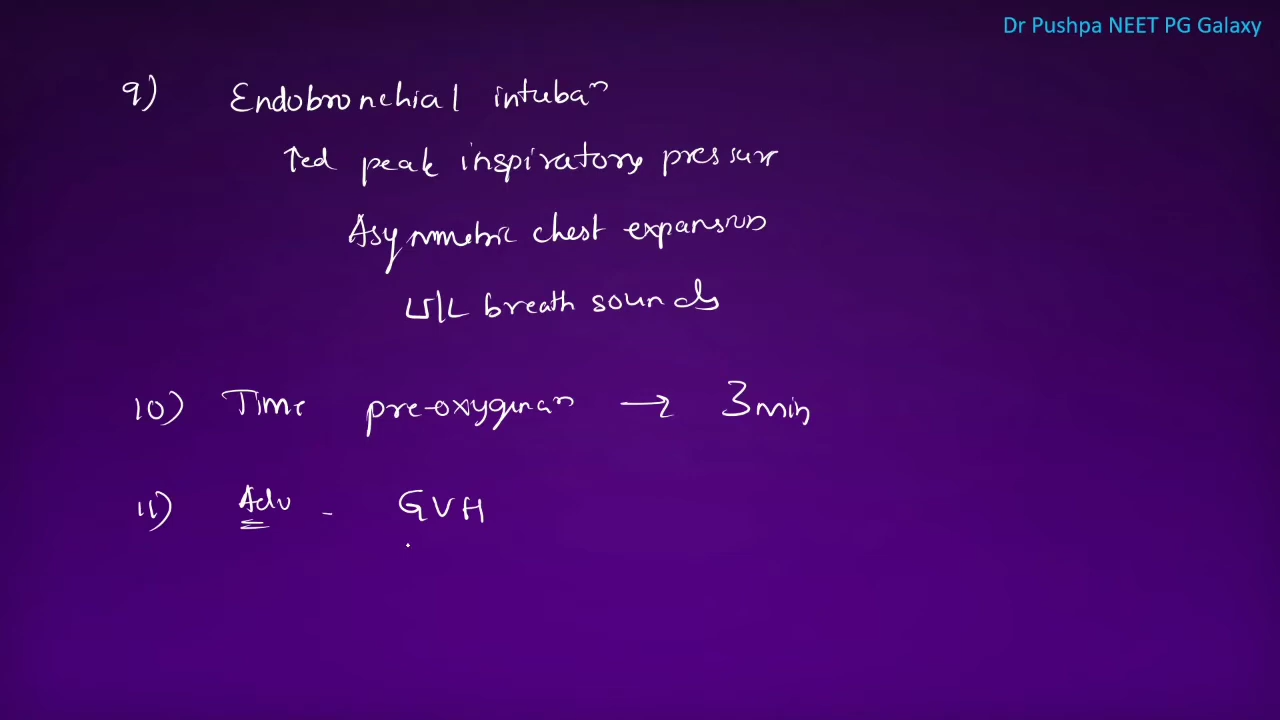 Dr Pushpa NEET PG Galaxy
9) Endobronchial intubaⁿ
↑ed peak inspiratory pressure
Asymmetric chest expansion
U/L breath sounds
10) Time pre-oxygenaⁿ → 3 min
11) Adv - GVH